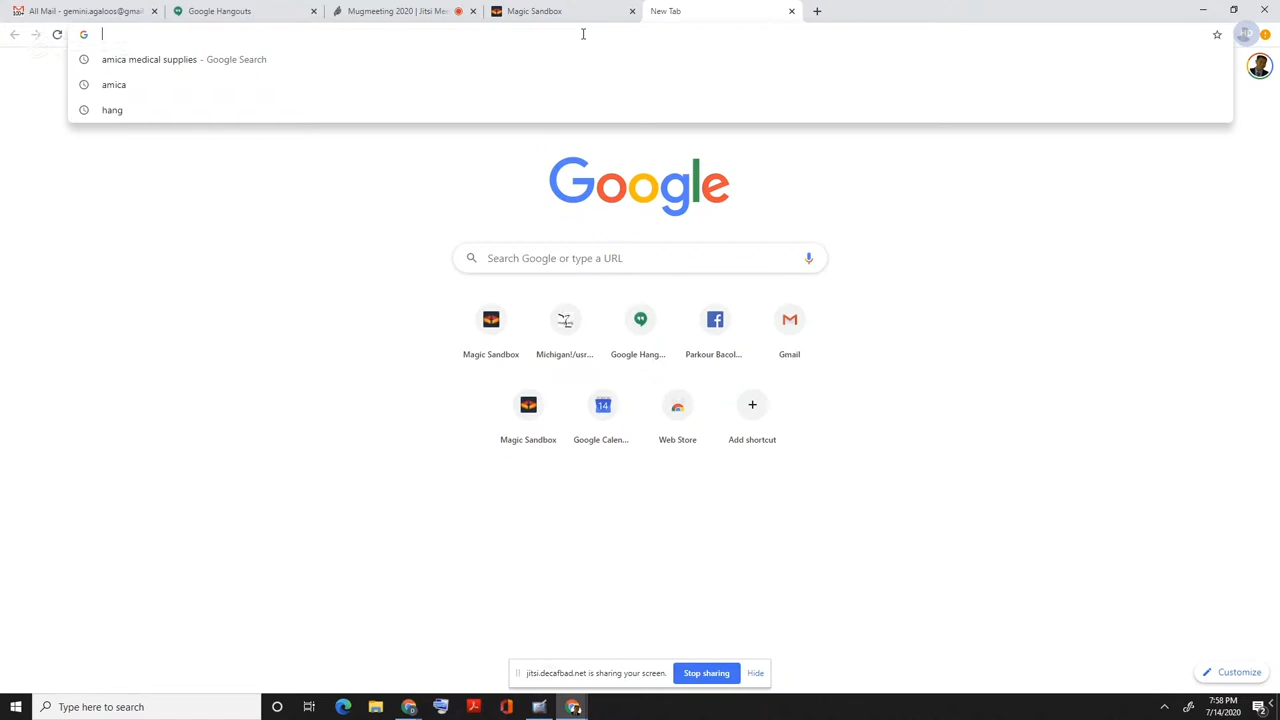 All Mail - gemini.agaloos@gmail
Google Hangouts
Mugmeeting 2020 | Jitsi Mee
Magic Sandbox
New Tab
amica medical supplies - Google Search
amica
hang
Google
Search Google or type a URL
Magic Sandbox
Michigan!/usr...
Google Hang...
Parkour Bacol...
Gmail
14
Magic Sandbox
Google Calen...
Web Store
Add shortcut
jitsi.decafbad.net is sharing your screen.
Stop sharing
Hide
Customize
Type here to search
7:58 PM
7/14/2020
2